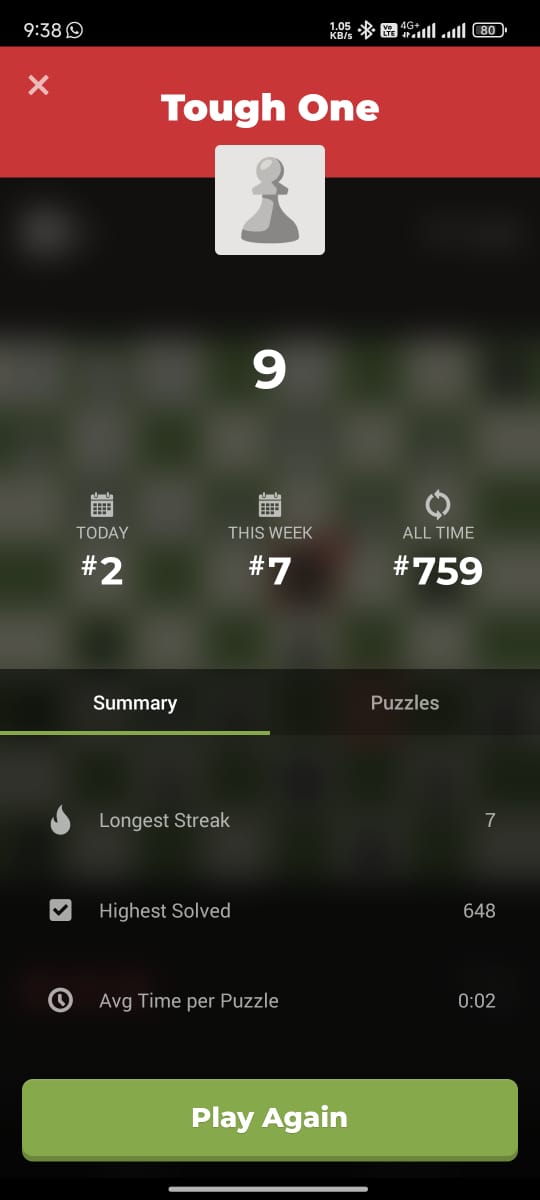 9:38
1.05 KB/s Vo LTE 4G+ 80
Tough One
9
TODAY THIS WEEK ALL TIME
#2 #7 #759
Summary Puzzles
Longest Streak 7
Highest Solved 648
Avg Time per Puzzle 0:02
Play Again